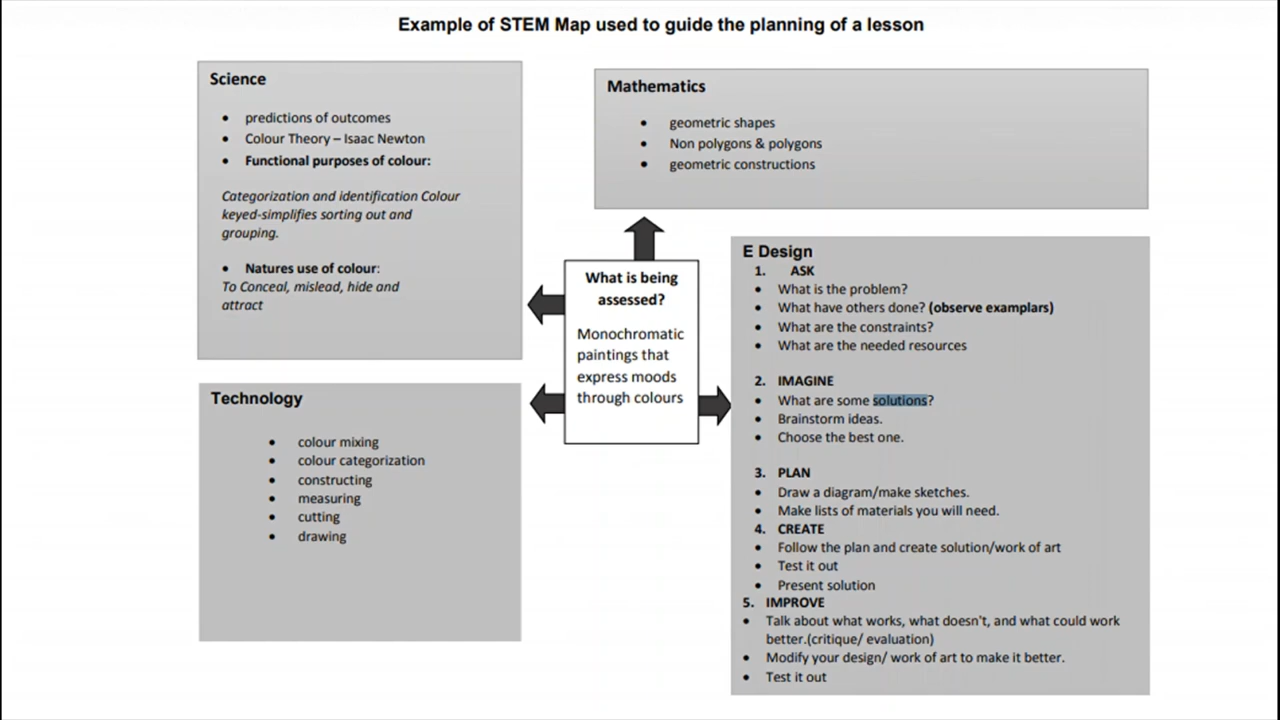 Example of STEM Map used to guide the planning of a lesson
Science
• predictions of outcomes
• Colour Theory – Isaac Newton
• Functional purposes of colour:
Categorization and identification Colour
keyed-simplifies sorting out and
grouping.
• Natures use of colour:
To Conceal, mislead, hide and
attract
Mathematics
• geometric shapes
• Non polygons & polygons
• geometric constructions
What is being
assessed?
Monochromatic
paintings that
express moods
through colours
Technology
• colour mixing
• colour categorization
• constructing
• measuring
• cutting
• drawing
E Design
1. ASK
• What is the problem?
• What have others done? (observe examplars)
• What are the constraints?
• What are the needed resources
2. IMAGINE
• What are some solutions?
• Brainstorm ideas.
• Choose the best one.
3. PLAN
• Draw a diagram/make sketches.
• Make lists of materials you will need.
4. CREATE
• Follow the plan and create solution/work of art
• Test it out
• Present solution
5. IMPROVE
• Talk about what works, what doesn't, and what could work
better.(critique/ evaluation)
• Modify your design/ work of art to make it better.
• Test it out